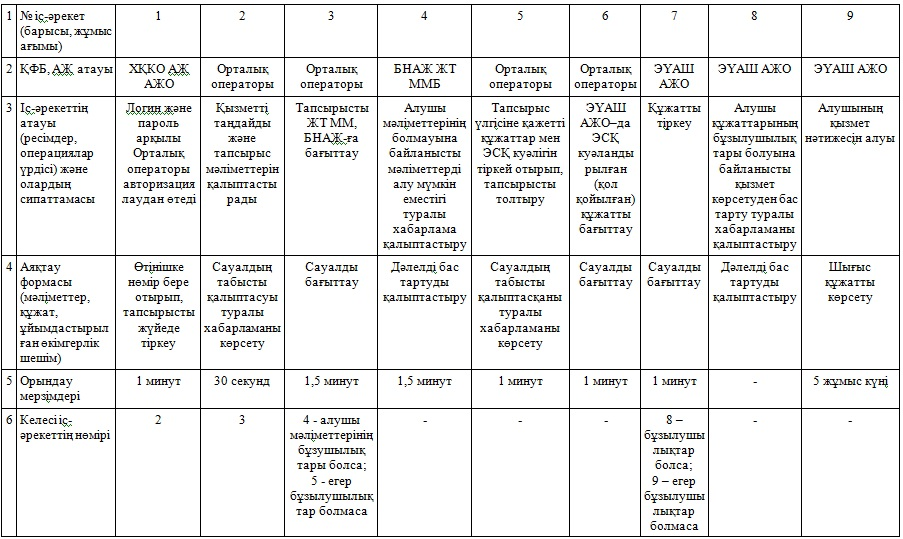 1 № іс-әрекет (барысы, жұмыс ағымы) 1 2 3 4 5 6 7 8 9
2 ҚФБ, АЖ атауы ХҚКО АЖ АЖО Орталық операторы Орталық операторы БНАЖ ЖТ ММБ Орталық операторы Орталық операторы ЭҮАШ АЖО ЭҮАШ АЖО ЭҮАШ АЖО
3 Іс-әрекеттің атауы (ресімдер, операциялар үрдісі) және олардың сипаттамасы
Логин және пароль арқылы Орталық операторы авторизация лаудан өтеді
Қызметті таңдайды және тапсырыс мәліметтерін қалыптасты рады
Тапсырысты ЖТ ММ, БНАЖ-ға бағыттау
Алушы мәліметтерінің болмауына байланысты мәліметтерді алу мүмкін еместігі туралы хабарлама қалыптастыру
Тапсырыс үлгісіне қажетті құжаттар мен ЭСҚ куәлігін тіркей отырып, тапсырысты толтыру
ЭҮАШ АЖО–да ЭСҚ куәланды рылған (қол қойылған) құжатты бағыттау
Құжатты тіркеу
Алушы құжаттарының бұзылушылық тары болуына байланысты қызмет көрсетуден бас тарту туралы хабарламаны қалыптастыру
Алушының қызмет нәтижесін алуы
4 Аяқтау формасы (мәліметтер, құжат, ұйымдастырыл ған өкімгерлік шешім)
Өтінішке нөмір бере отырып, тапсырысты жүйеде тіркеу
Сауалдың табысты қалыптасуы туралы хабарламаны көрсету
Сауалды бағыттау
Дәлелді бас тартуды қалыптастыру
Сауалдың табысты қалыптасқаны туралы хабарламаны көрсету
Сауалды бағыттау
Сауалды бағыттау
Дәлелді бас тартуды қалыптастыру
Шығыс құжатты көрсету
5 Орындау мерзімдері 1 минут 30 секунд 1,5 минут 1,5 минут 1 минут 1 минут 1 минут - 5 жұмыс күні
6 Келесі іс-әрекеттің нөмірі 2 3
4 - алушы мәліметтерінің бұзушылық тары болса;
5 - егер бұзылушылық тар болмаса
- - -
8 – бұзылушы лықтар болса;
9 – егер бұзылушы лықтар болмаса
- -